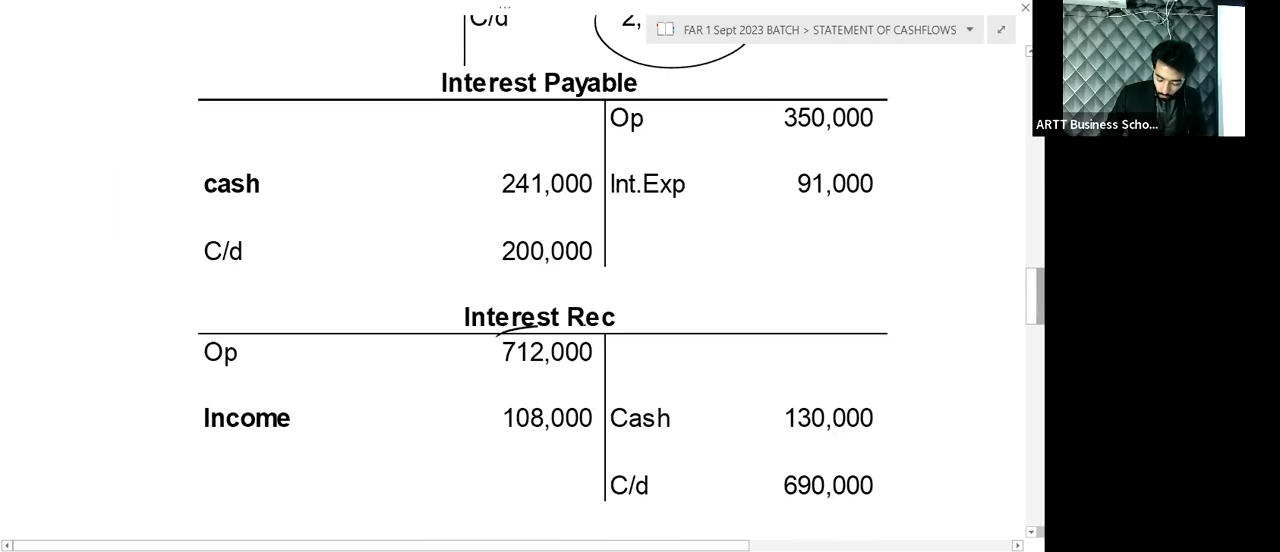 C/d 2,
FAR 1 Sept 2023 BATCH > STATEMENT OF CASHFLOWS
ARTT Business Scho...
Interest Payable
Op 350,000
cash 241,000 Int.Exp 91,000
C/d 200,000
Interest Rec
Op 712,000
Income 108,000 Cash 130,000
C/d 690,000